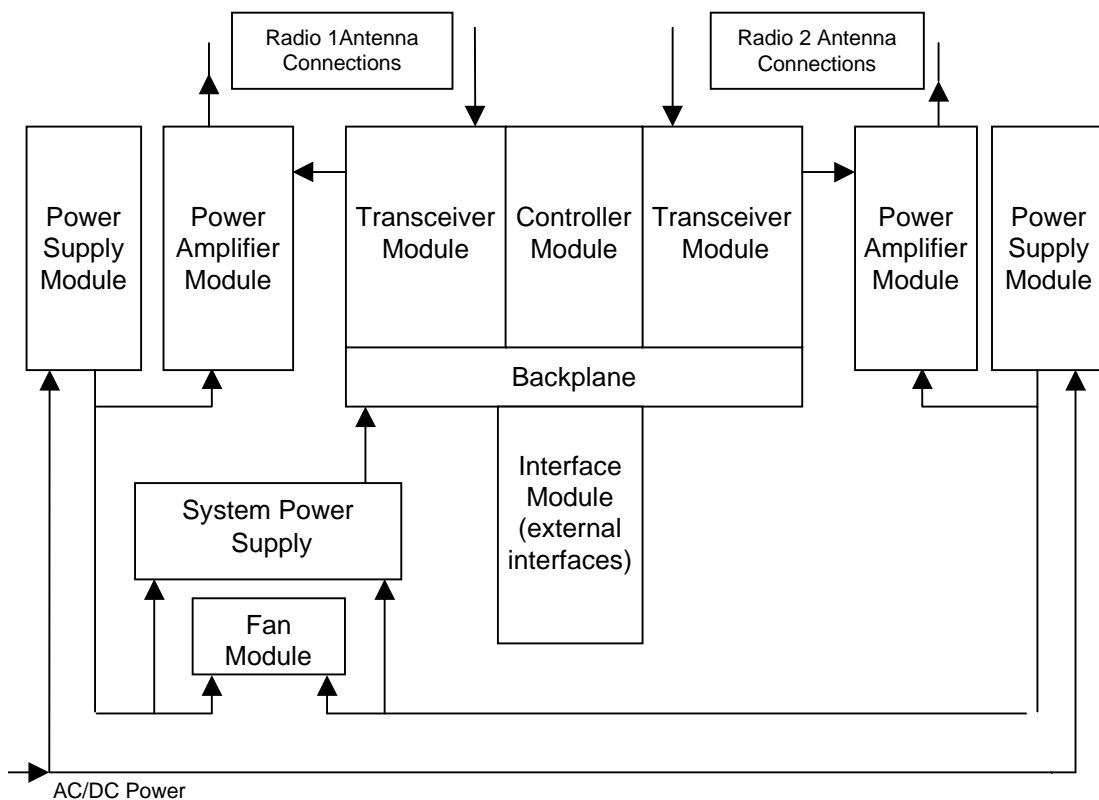 Radio 1Antenna
Connections
Radio 2 Antenna
Connections
Power
Supply
Module
Power
Amplifier
Module
Transceiver
Module
Controller
Module
Transceiver
Module
Power
Amplifier
Module
Power
Supply
Module
Backplane
Interface
Module
(external
interfaces)
System Power
Supply
Fan
Module
AC/DC Power